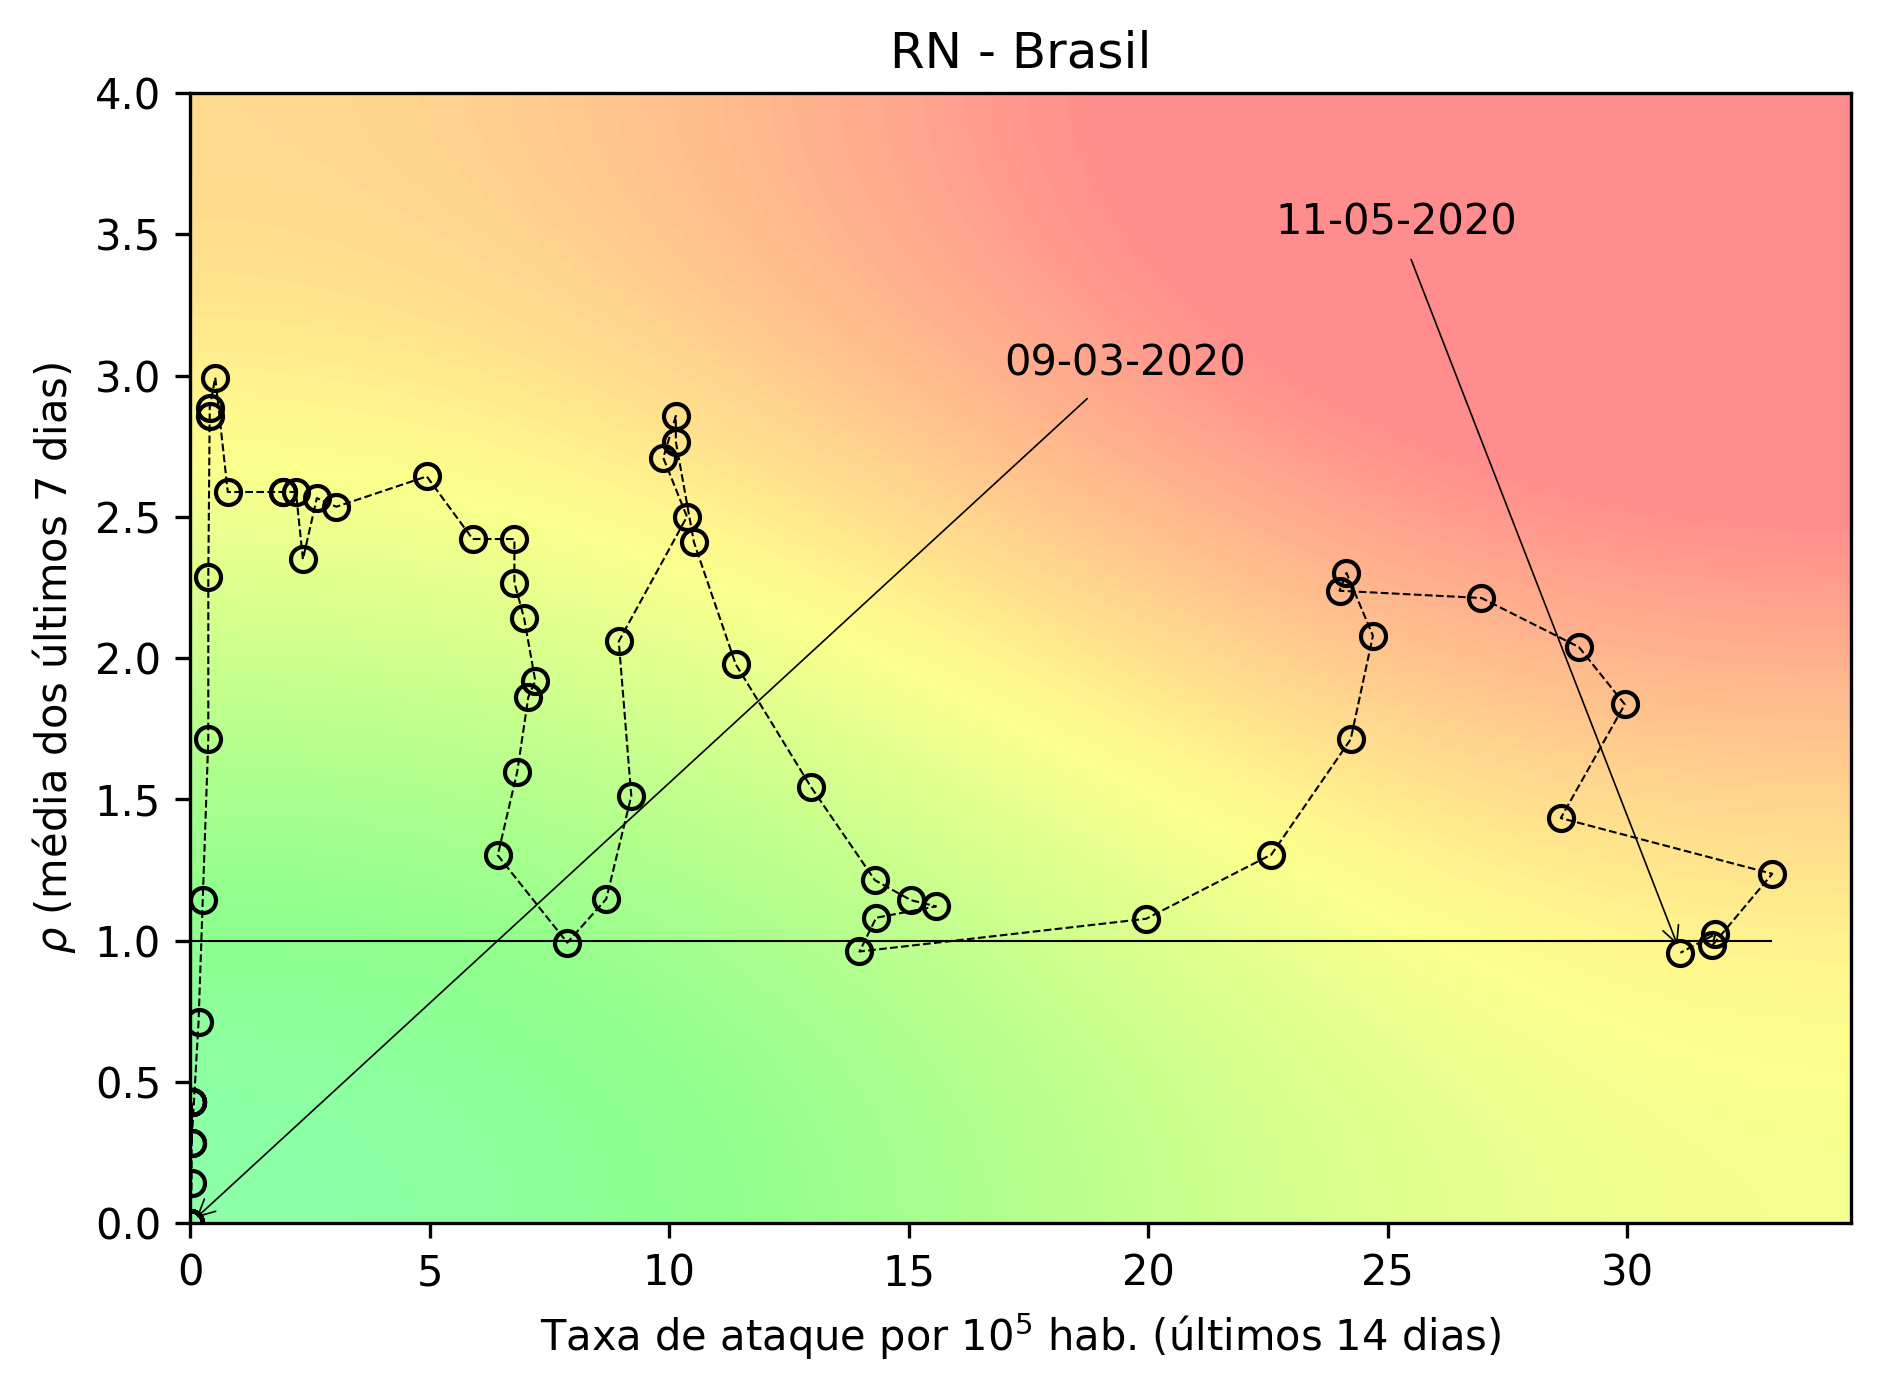 RN - Brasil
4.0
3.5
3.0
2.5
2.0
1.5
1.0
0.5
0.0
ρ (média dos últimos 7 dias)
11-05-2020
09-03-2020
0 5 10 15 20 25 30
Taxa de ataque por 10⁵ hab. (últimos 14 dias)